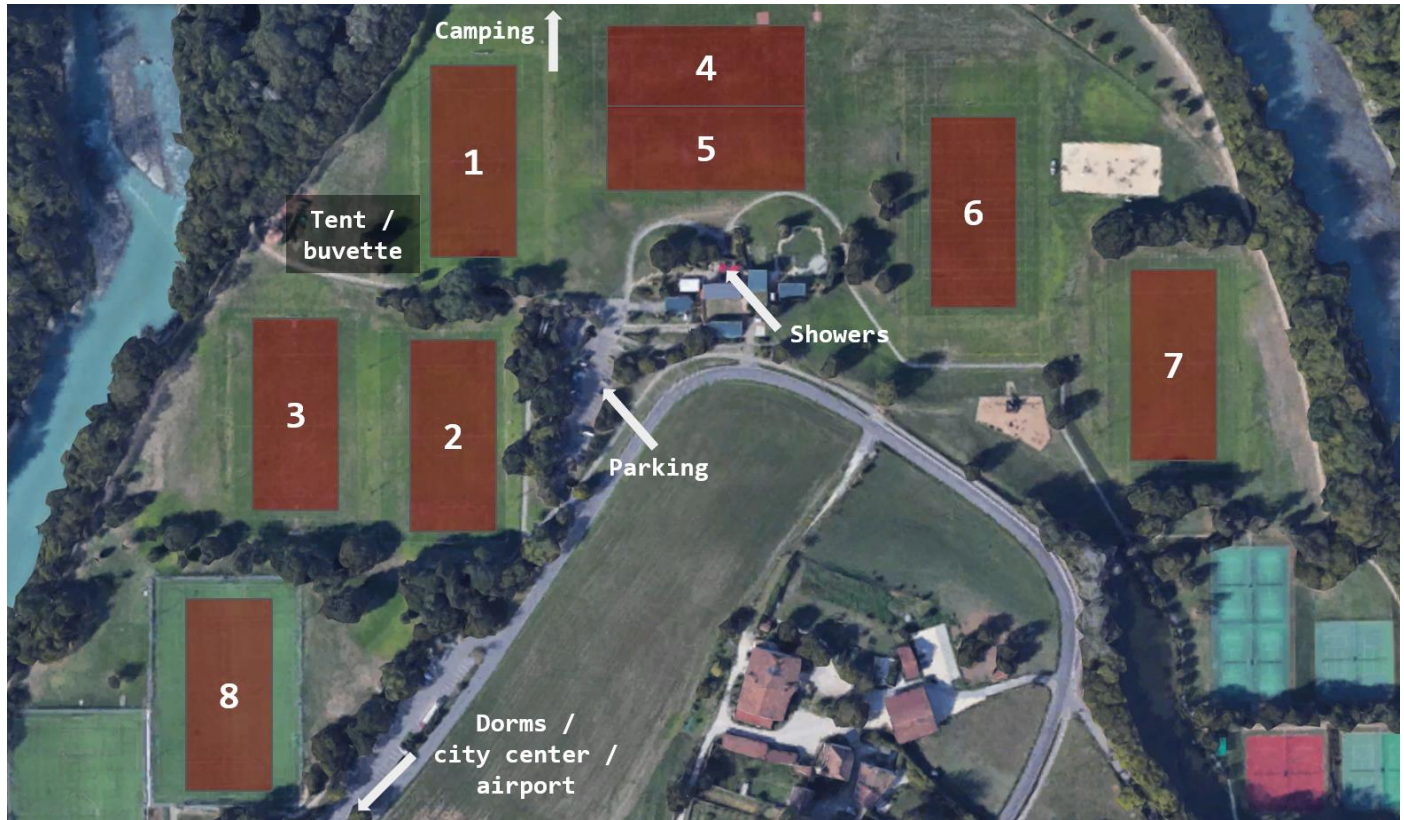 Camping
4
1
5
6
Tent /
buvette
Showers
7
3
2
Parking
8
Dorms /
city center /
airport